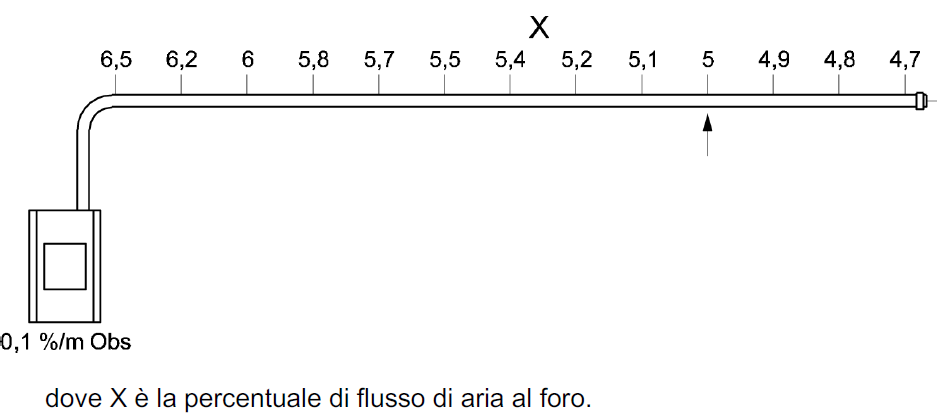 X
6,5 6,2 6 5,8 5,7 5,5 5,4 5,2 5,1 5 4,9 4,8 4,7
0,1 %/m Obs
dove X è la percentuale di flusso di aria al foro.